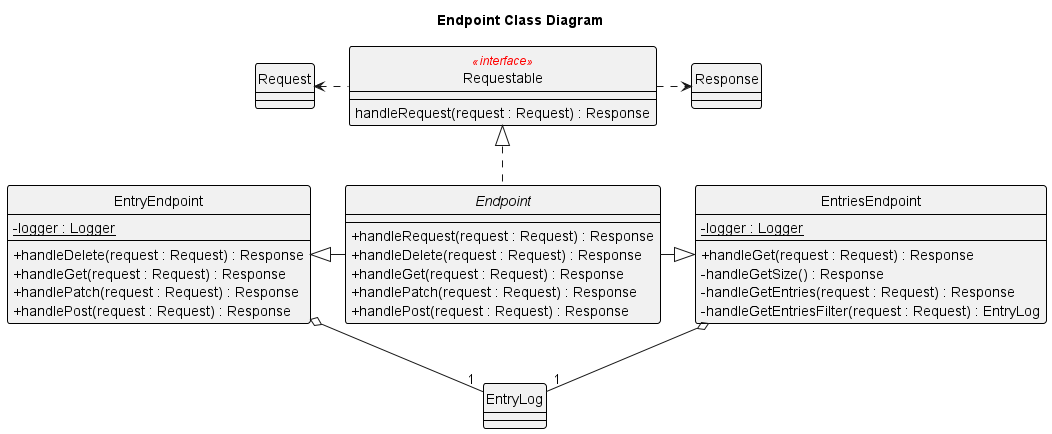 Endpoint Class Diagram
«interface»
Requestable
handleRequest(request : Request) : Response
Request
Response
EntryEndpoint
-logger : Logger
+handleDelete(request : Request) : Response
+handleGet(request : Request) : Response
+handlePatch(request : Request) : Response
+handlePost(request : Request) : Response
Endpoint
+handleRequest(request : Request) : Response
+handleDelete(request : Request) : Response
+handleGet(request : Request) : Response
+handlePatch(request : Request) : Response
+handlePost(request : Request) : Response
EntriesEndpoint
-logger : Logger
+handleGet(request : Request) : Response
-handleGetSize() : Response
-handleGetEntries(request : Request) : Response
-handleGetEntriesFilter(request : Request) : EntryLog
1
1
EntryLog